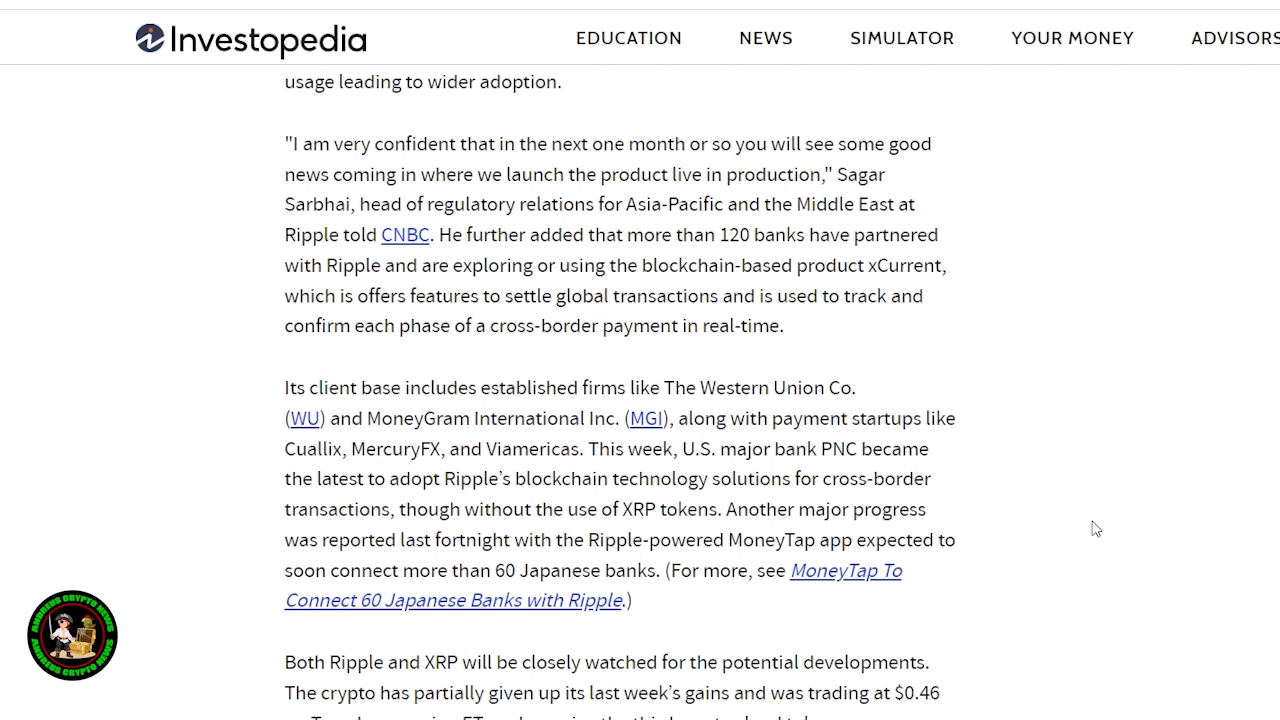 Investopedia
EDUCATION NEWS SIMULATOR YOUR MONEY ADVISORS
usage leading to wider adoption.
"I am very confident that in the next one month or so you will see some good
news coming in where we launch the product live in production," Sagar
Sarbhai, head of regulatory relations for Asia-Pacific and the Middle East at
Ripple told CNBC. He further added that more than 120 banks have partnered
with Ripple and are exploring or using the blockchain-based product xCurrent,
which is offers features to settle global transactions and is used to track and
confirm each phase of a cross-border payment in real-time.
Its client base includes established firms like The Western Union Co.
(WU) and MoneyGram International Inc. (MGI), along with payment startups like
Cuallix, MercuryFX, and Viamericas. This week, U.S. major bank PNC became
the latest to adopt Ripple’s blockchain technology solutions for cross-border
transactions, though without the use of XRP tokens. Another major progress
was reported last fortnight with the Ripple-powered MoneyTap app expected to
soon connect more than 60 Japanese banks. (For more, see MoneyTap To
Connect 60 Japanese Banks with Ripple.)
ANDREUS CRYPTO NEWS
ANDREUS CRYPTO NEWS
Both Ripple and XRP will be closely watched for the potential developments.
The crypto has partially given up its last week’s gains and was trading at $0.46